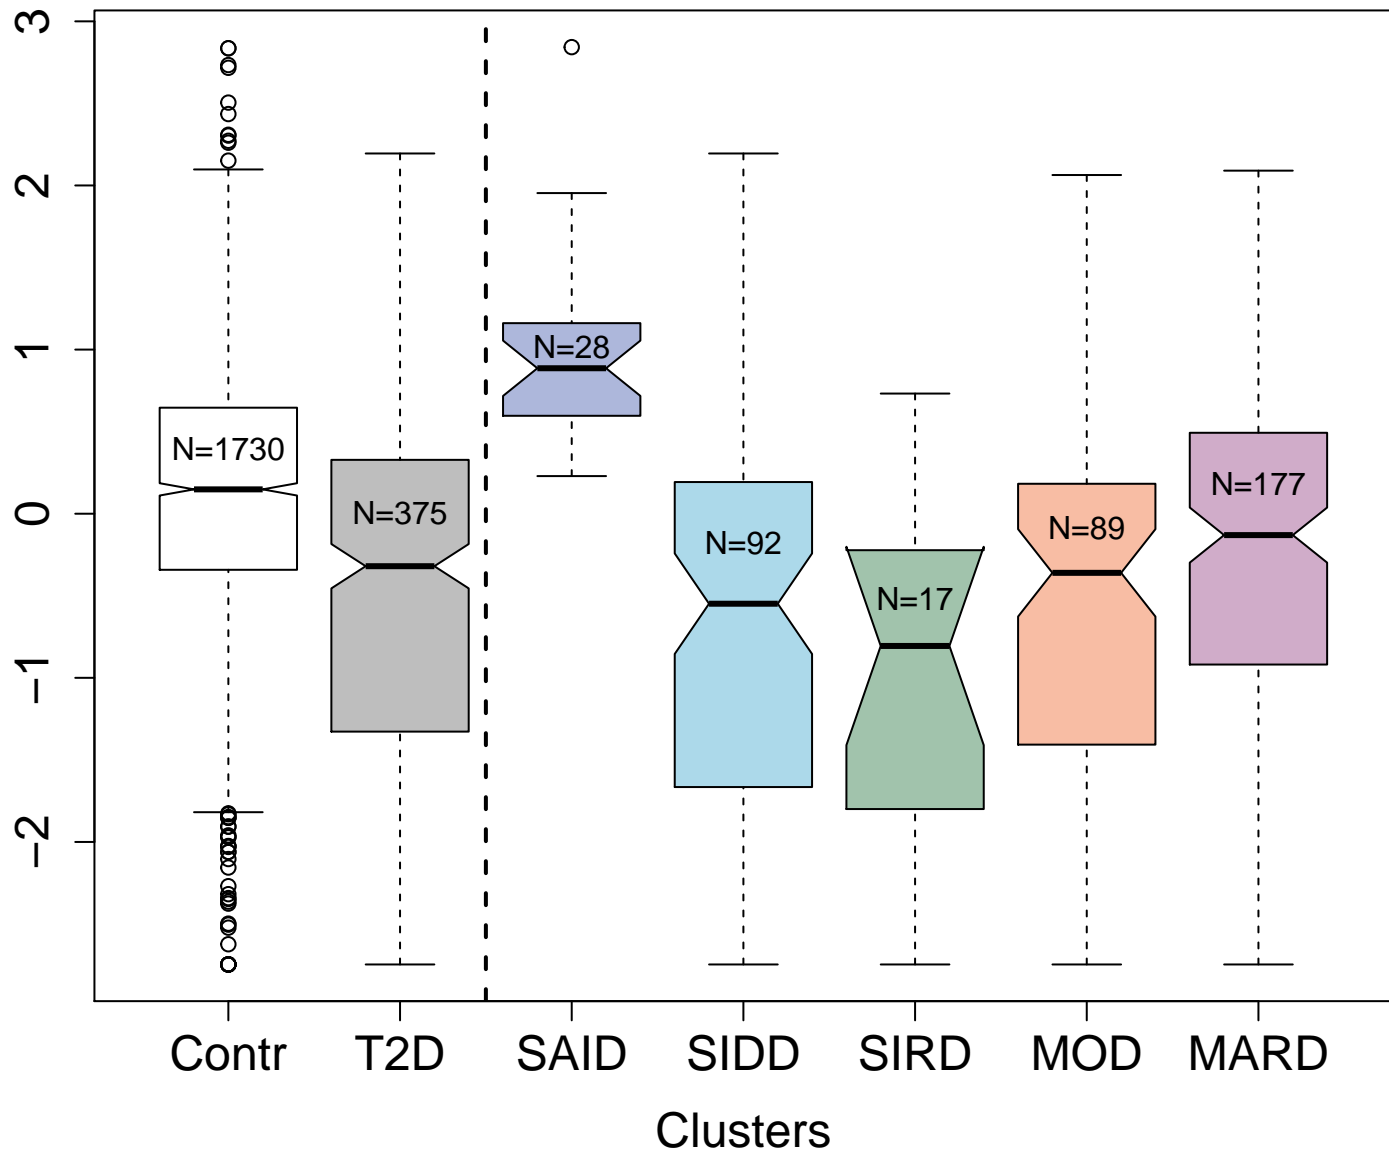 3
2
1
0
−1
−2
N=1730
N=375
N=28
N=92
N=17
N=89
N=177
Contr T2D SAID SIDD SIRD MOD MARD
Clusters